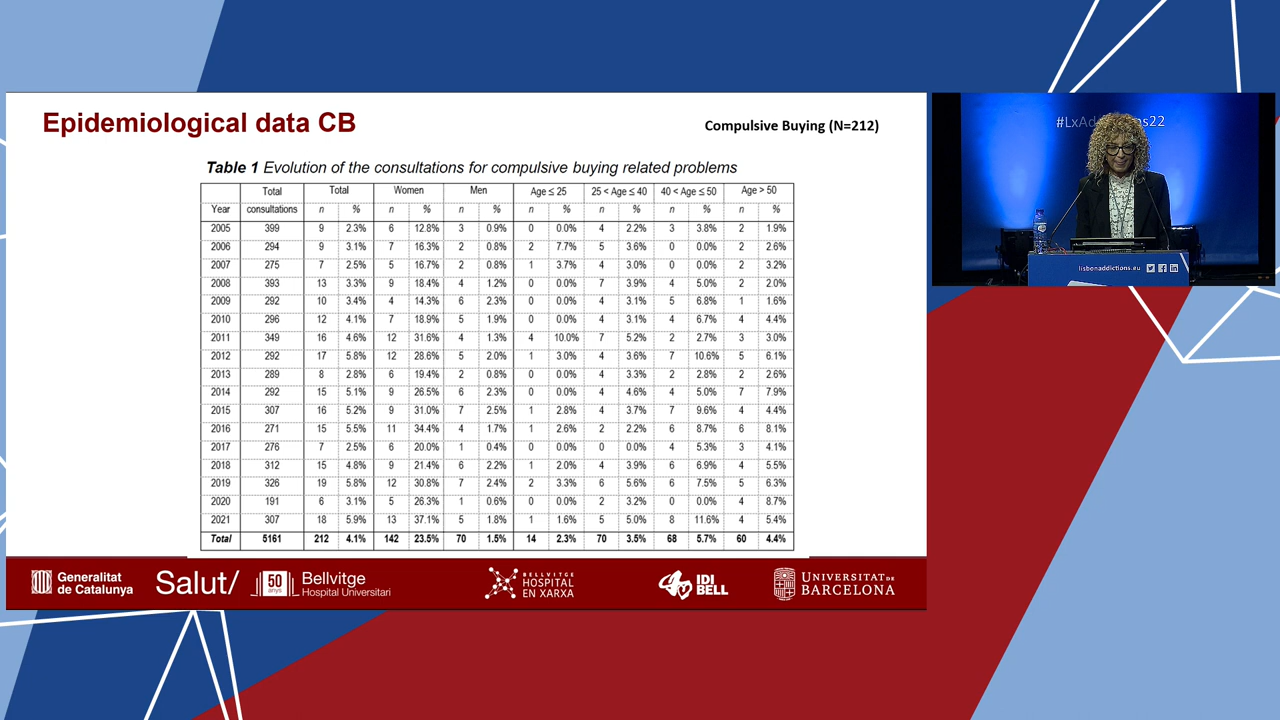 Epidemiological data CB
Compulsive Buying (N=212)
Table 1 Evolution of the consultations for compulsive buying related problems
Total Total Women Men Age ≤ 25 25 < Age ≤ 40 40 < Age ≤ 50 Age > 50
Year consultations n % n % n % n % n % n % n %
2005 399 9 2.3% 6 12.8% 3 0.9% 0 0.0% 4 2.2% 3 3.8% 2 1.9%
2006 294 9 3.1% 7 16.3% 2 0.8% 2 7.7% 5 3.6% 0 0.0% 2 2.6%
2007 275 7 2.5% 5 16.7% 2 0.8% 1 3.7% 4 3.0% 0 0.0% 2 3.2%
2008 393 13 3.3% 9 18.4% 4 1.2% 0 0.0% 7 3.9% 4 5.0% 2 2.0%
2009 292 10 3.4% 4 14.3% 6 2.3% 0 0.0% 4 3.1% 5 6.8% 1 1.6%
2010 296 12 4.1% 7 18.9% 5 1.9% 0 0.0% 4 3.1% 4 6.7% 4 4.4%
2011 349 16 4.6% 12 31.6% 4 1.3% 4 10.0% 7 5.2% 2 2.7% 3 3.0%
2012 292 17 5.8% 12 28.6% 5 2.0% 1 3.0% 4 3.6% 7 10.6% 5 6.1%
2013 289 8 2.8% 6 19.4% 2 0.8% 0 0.0% 4 3.3% 2 2.8% 2 2.6%
2014 292 15 5.1% 9 26.5% 6 2.3% 0 0.0% 4 4.6% 4 5.0% 7 7.9%
2015 307 16 5.2% 9 31.0% 7 2.5% 1 2.8% 4 3.7% 7 9.6% 4 4.4%
2016 271 15 5.5% 11 34.4% 4 1.7% 1 2.6% 2 2.2% 6 8.7% 6 8.1%
2017 276 7 2.5% 6 20.0% 1 0.4% 0 0.0% 0 0.0% 4 5.3% 3 4.1%
2018 312 15 4.8% 9 21.4% 6 2.2% 1 2.0% 4 3.9% 6 6.9% 4 5.5%
2019 326 19 5.8% 12 30.8% 7 2.4% 2 3.3% 6 5.6% 6 7.5% 5 6.3%
2020 191 6 3.1% 5 26.3% 1 0.6% 0 0.0% 2 3.2% 0 0.0% 4 8.7%
2021 307 18 5.9% 13 37.1% 5 1.8% 1 1.6% 5 5.0% 8 11.6% 4 5.4%
Total 5161 212 4.1% 142 23.5% 70 1.5% 14 2.3% 70 3.5% 68 5.7% 60 4.4%
Generalitat de Catalunya
Salut/
50 anys
Bellvitge
Hospital Universitari
BELLVITGE
HOSPITAL
EN XARXA
IDI
BELL
UNIVERSITAT DE
BARCELONA
lisbonaddictions.eu